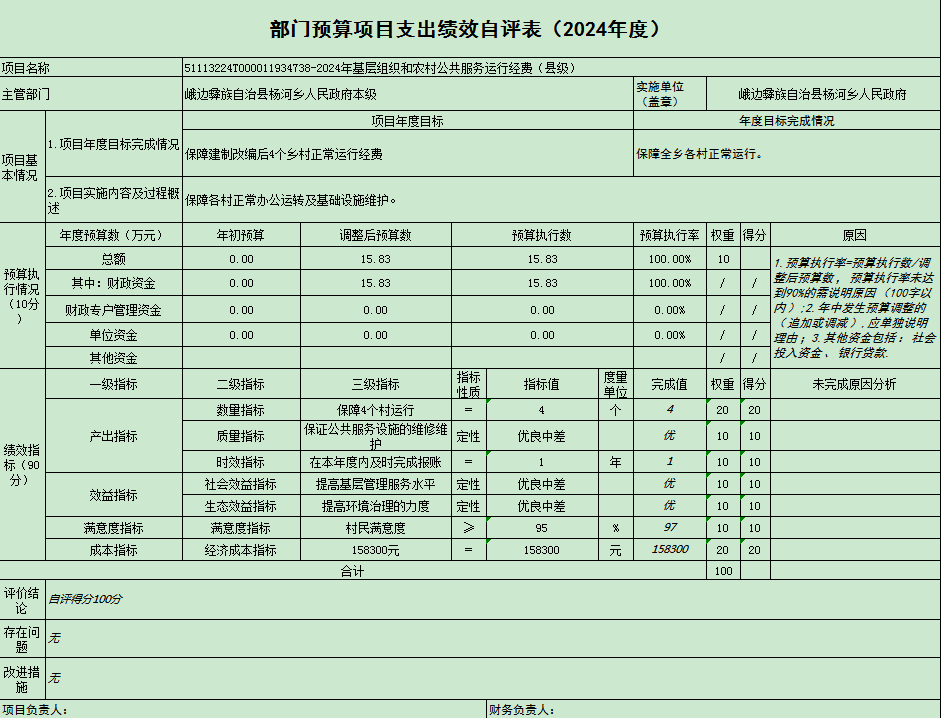 部门预算项目支出绩效自评表（2024年度）
项目名称 51113224T000011934738-2024年基层组织和农村公共服务运行经费（县级）
主管部门 峨边彝族自治县杨河乡人民政府本级 实施单位（盖章） 峨边彝族自治县杨河乡人民政府
项目基本情况 1.项目年度目标完成情况 项目年度目标 年度目标完成情况
保障建制改编后4个乡村正常运行经费 保障全乡各村正常运行。
2.项目实施内容及过程概述 保障各村正常办公运转及基础设施维护。
预算执行情况（10分） 年度预算数（万元） 年初预算 调整后预算数 预算执行数 预算执行率 权重 得分 原因
总额 0.00 15.83 15.83 100.00% 10
其中：财政资金 0.00 15.83 15.83 100.00% / /
财政专户管理资金 0.00 0.00 0.00 0.00% / /
单位资金 0.00 0.00 0.00 0.00% / /
其他资金 / /
1.预算执行率=预算执行数/调整后预算数，预算执行率未达到90%的需说明原因（100字以内）;2.年中发生预算调整的（追加或调减）,应单独说明理由；3.其他资金包括：社会投入资金、银行贷款.
绩效指标（90分） 一级指标 二级指标 三级指标 指标性质 指标值 度量单位 完成值 权重 得分 未完成原因分析
产出指标 数量指标 保障4个村运行 = 4 个 4 20 20
质量指标 保证公共服务设施的维修维护 定性 优良中差 优 10 10
时效指标 在本年度内及时完成报账 = 1 年 1 10 10
效益指标 社会效益指标 提高基层管理服务水平 定性 优良中差 优 10 10
生态效益指标 提高环境治理的力度 定性 优良中差 优 10 10
满意度指标 满意度指标 村民满意度 ≥ 95 % 97 10 10
成本指标 经济成本指标 158300元 = 158300 元 158300 20 20
合计 100
评价结论 自评得分100分
存在问题 无
改进措施 无
项目负责人： 财务负责人：